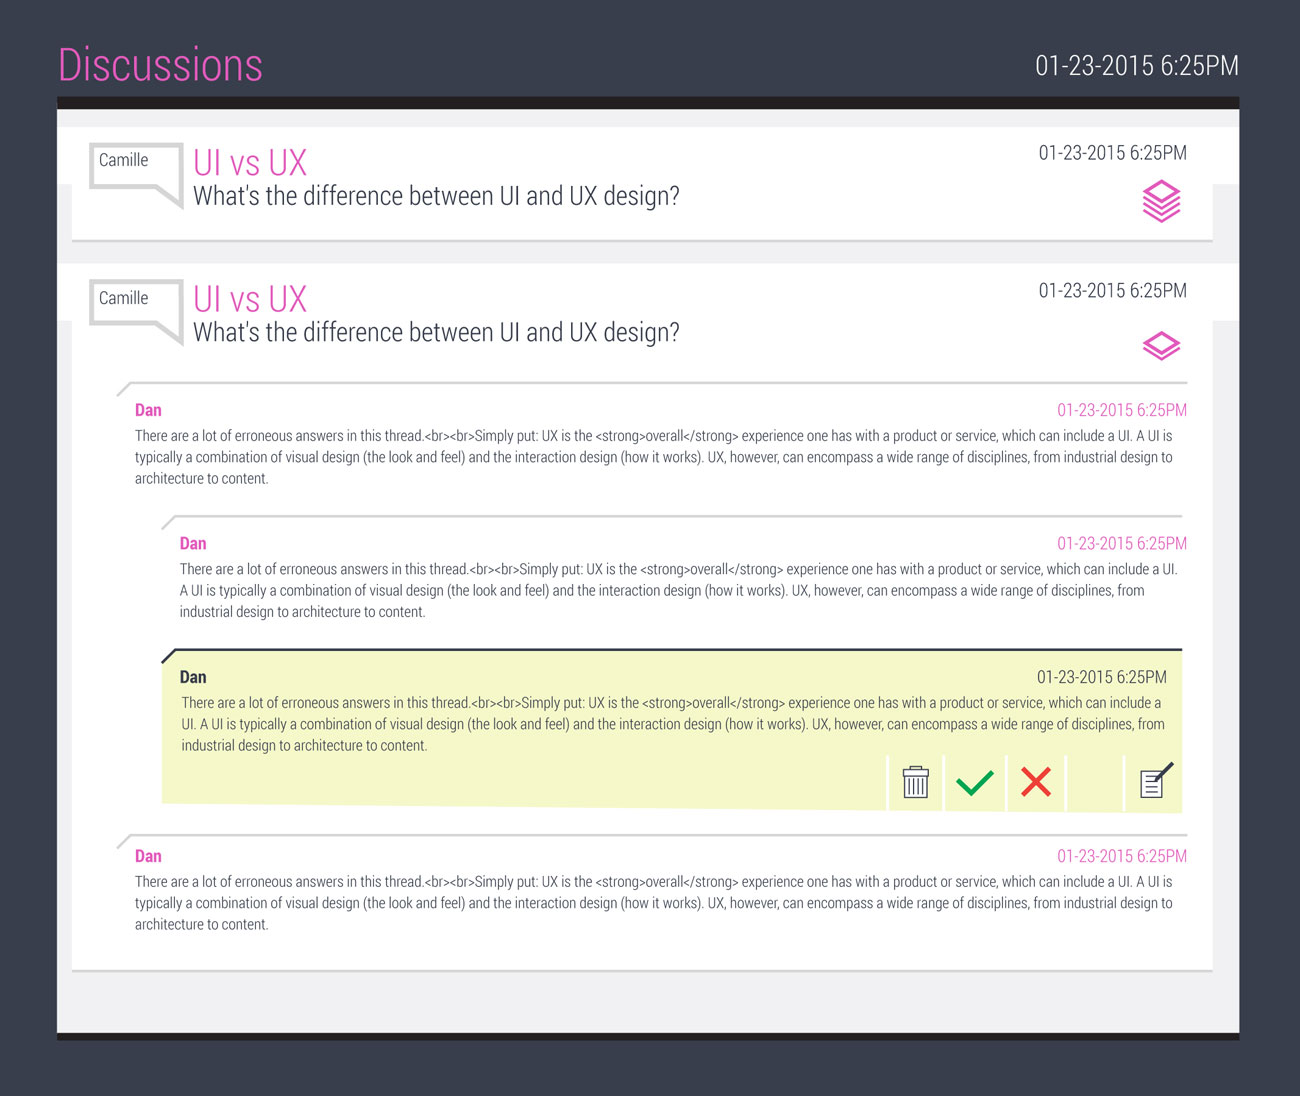 Discussions
01-23-2015 6:25PM
Camille
UI vs UX
01-23-2015 6:25PM
What's the difference between UI and UX design?
Camille
UI vs UX
01-23-2015 6:25PM
What's the difference between UI and UX design?
Dan
01-23-2015 6:25PM
There are a lot of erroneous answers in this thread.<br><br>Simply put: UX is the <strong>overall</strong> experience one has with a product or service, which can include a UI. A UI is
typically a combination of visual design (the look and feel) and the interaction design (how it works). UX, however, can encompass a wide range of disciplines, from industrial design to
architecture to content.
Dan
01-23-2015 6:25PM
There are a lot of erroneous answers in this thread.<br><br>Simply put: UX is the <strong>overall</strong> experience one has with a product or service, which can include a UI.
A UI is typically a combination of visual design (the look and feel) and the interaction design (how it works). UX, however, can encompass a wide range of disciplines, from
industrial design to architecture to content.
Dan
01-23-2015 6:25PM
There are a lot of erroneous answers in this thread.<br><br>Simply put: UX is the <strong>overall</strong> experience one has with a product or service, which can include a
UI. A UI is typically a combination of visual design (the look and feel) and the interaction design (how it works). UX, however, can encompass a wide range of disciplines, from
industrial design to architecture to content.
Dan
01-23-2015 6:25PM
There are a lot of erroneous answers in this thread.<br><br>Simply put: UX is the <strong>overall</strong> experience one has with a product or service, which can include a UI. A UI is
typically a combination of visual design (the look and feel) and the interaction design (how it works). UX, however, can encompass a wide range of disciplines, from industrial design to
architecture to content.